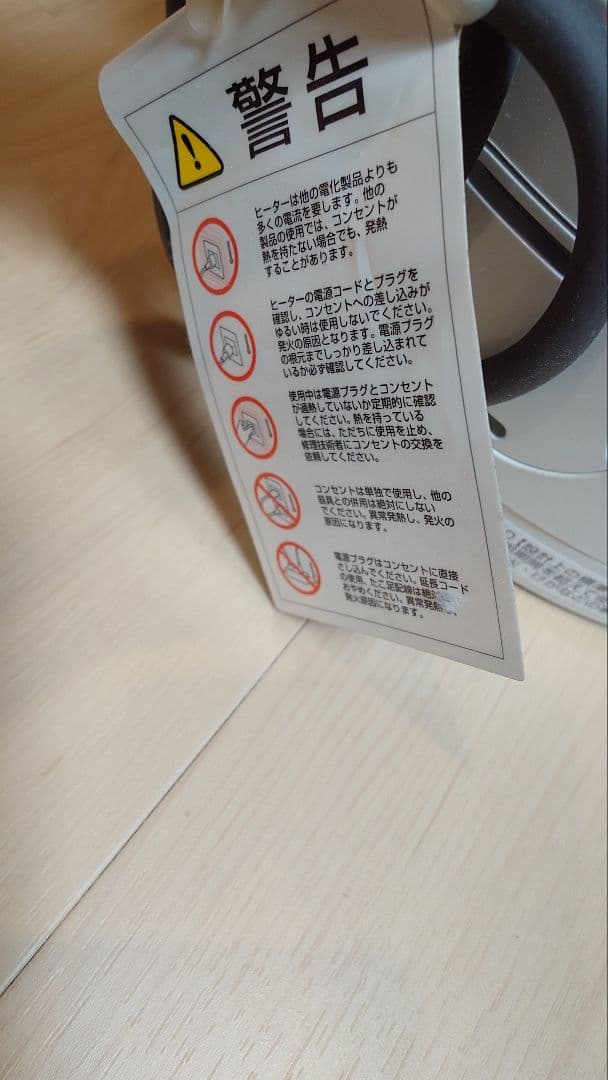 警告
ヒーターは他の電化製品よりも
多くの電流を要します。他の
製品の使用では、コンセントが
熱を持たない場合でも、発熱
することがあります。
ヒーターの電源コードとプラグを
確認し、コンセントへの差し込みが
ゆるい時は使用しないでください。
発火の原因となります。電源プラグ
の根元までしっかり差し込まれて
いるか必ず確認してください。
使用中は電源プラグとコンセント
が過熱していないか定期的に確認
してください。熱を持っている
場合には、ただちに使用を止め、
修理技術者にコンセントの交換を
依頼してください。
コンセントは単独で使用し、他の
器具との併用は絶対にしない
でください。異常発熱し、発火の
原因になります。
電源プラグはコンセントに直接
さし込んでください。延長コード
の使用、たこ足配線は絶対
おやめください。異常発熱
発火原因になります。